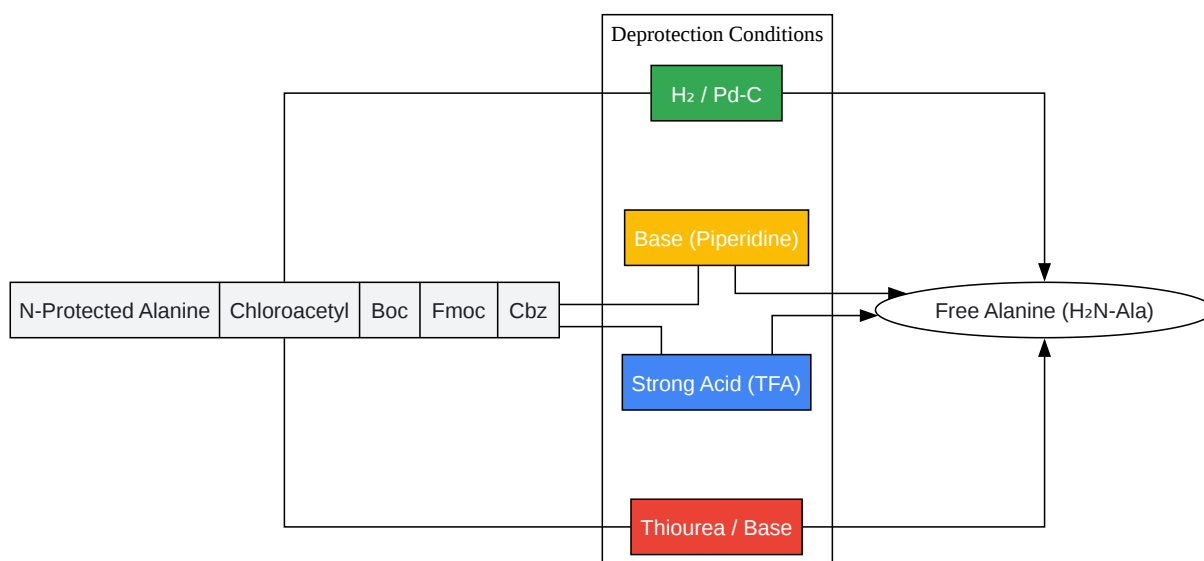 Deprotection Conditions
H₂ / Pd-C
Base (Piperidine)
N-Protected Alanine
Chloroacetyl
Boc
Fmoc
Cbz
Free Alanine (H₂N-Ala)
Strong Acid (TFA)
Thiourea / Base